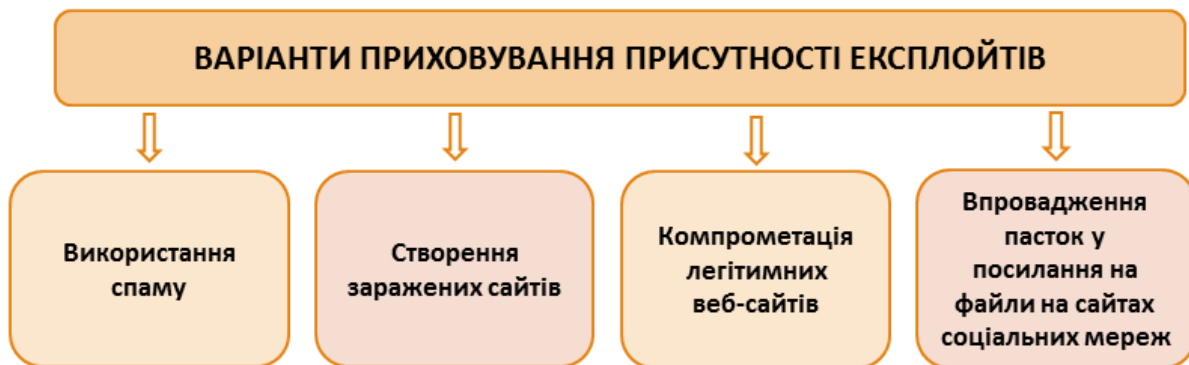 ВАРІАНТИ ПРИХОВУВАННЯ ПРИСУТНОСТІ ЕКСПЛОЙТІВ
Використання
спаму
Створення
заражених сайтів
Компрометація
легітимних
веб-сайтів
Впровадження
пасток у
посилання на
файли на сайтах
соціальних мереж